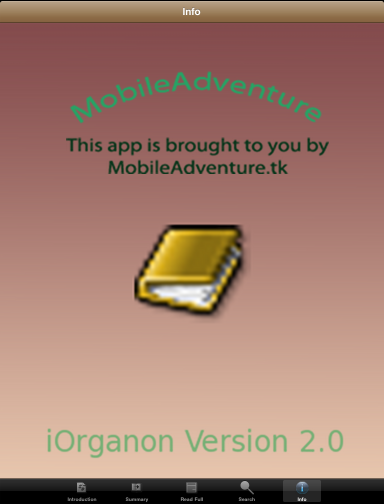 Info
MobileAdventure
This app is brought to you by
MobileAdventure.tk
iOrganon Version 2.0
Introduction Summary Read Full Search Info